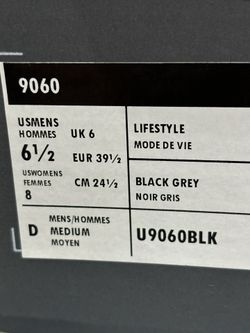 9060
USMENS
HOMMES
6½
UK 6
EUR 39½
USWOMENS
FEMMES
8
CM 24½
LIFESTYLE
MODE DE VIE
BLACK GREY
NOIR GRIS
D
MENS/HOMMES
MEDIUM
MOYEN
U9060BLK